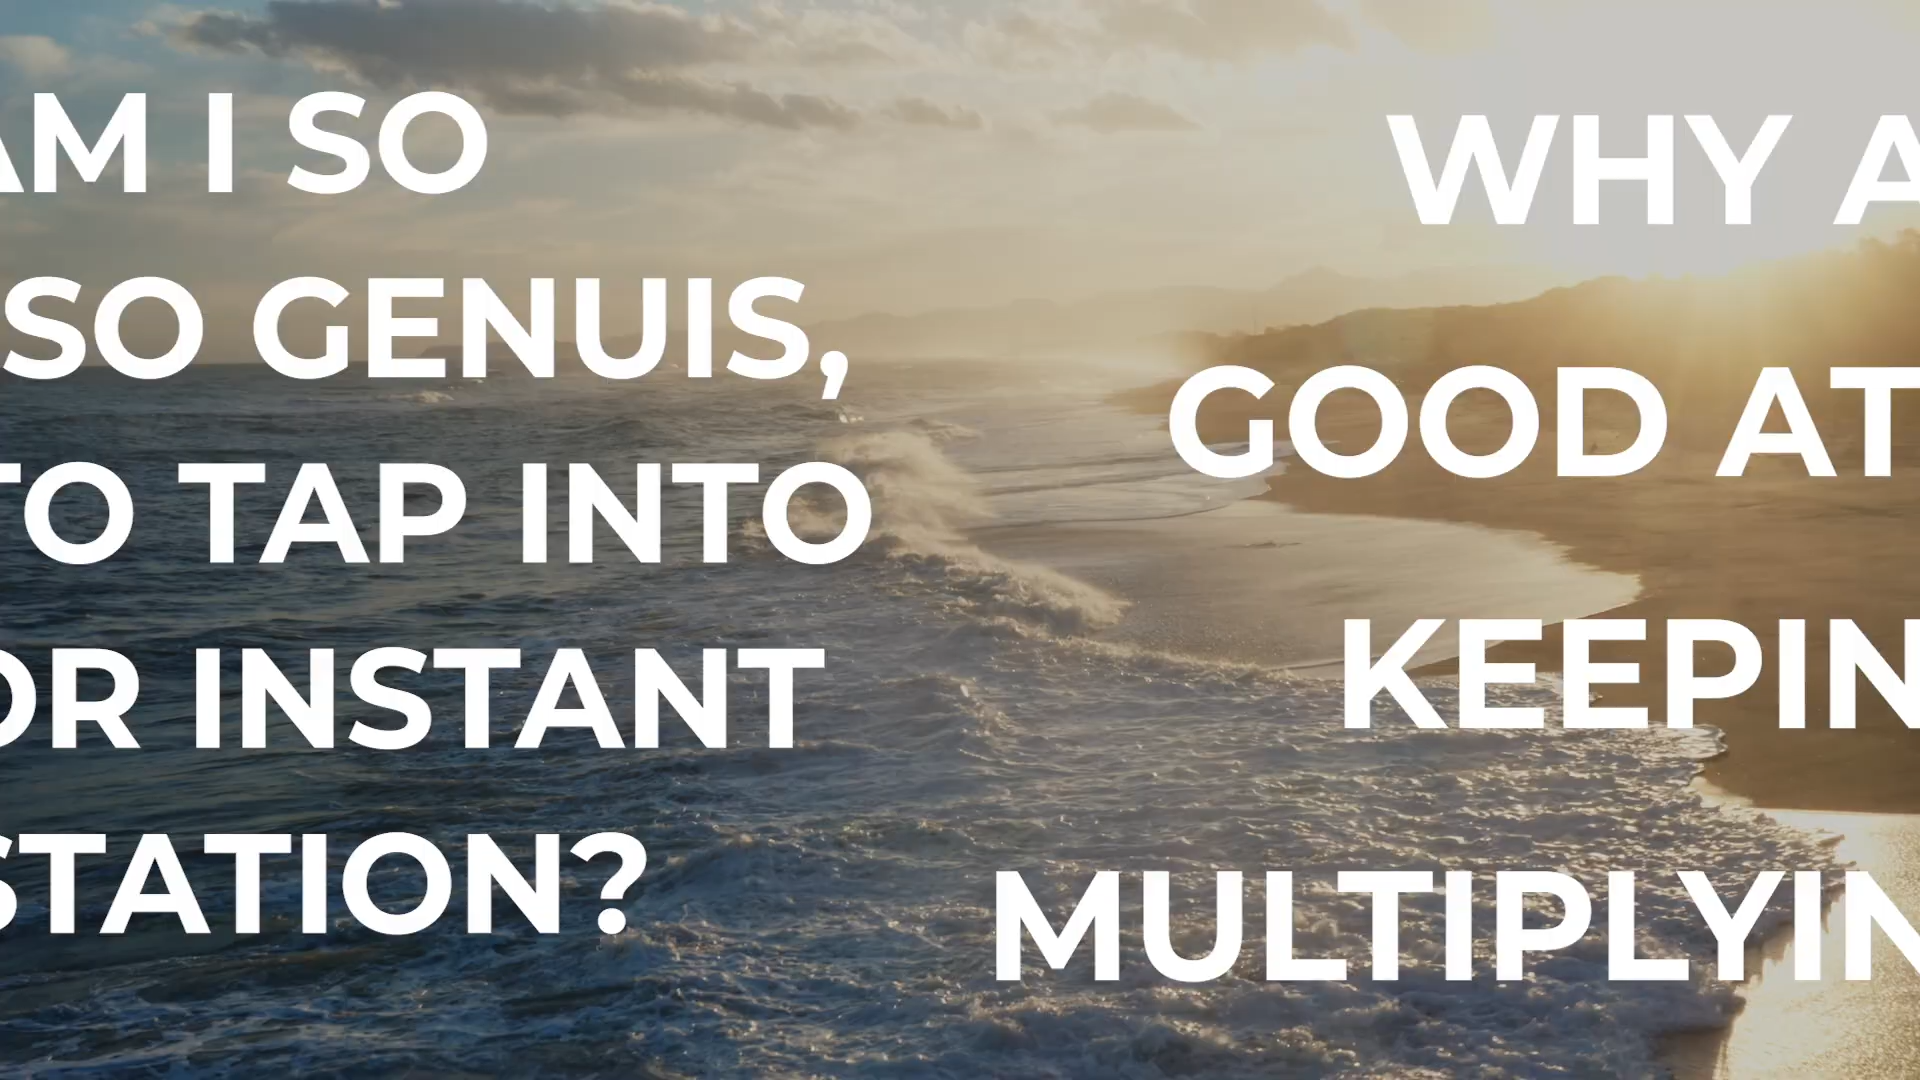 AM I SO
SO GENUIS,
TO TAP INTO
OR INSTANT
STATION?
WHY A
GOOD AT
KEEPIN
MULTIPLYIN